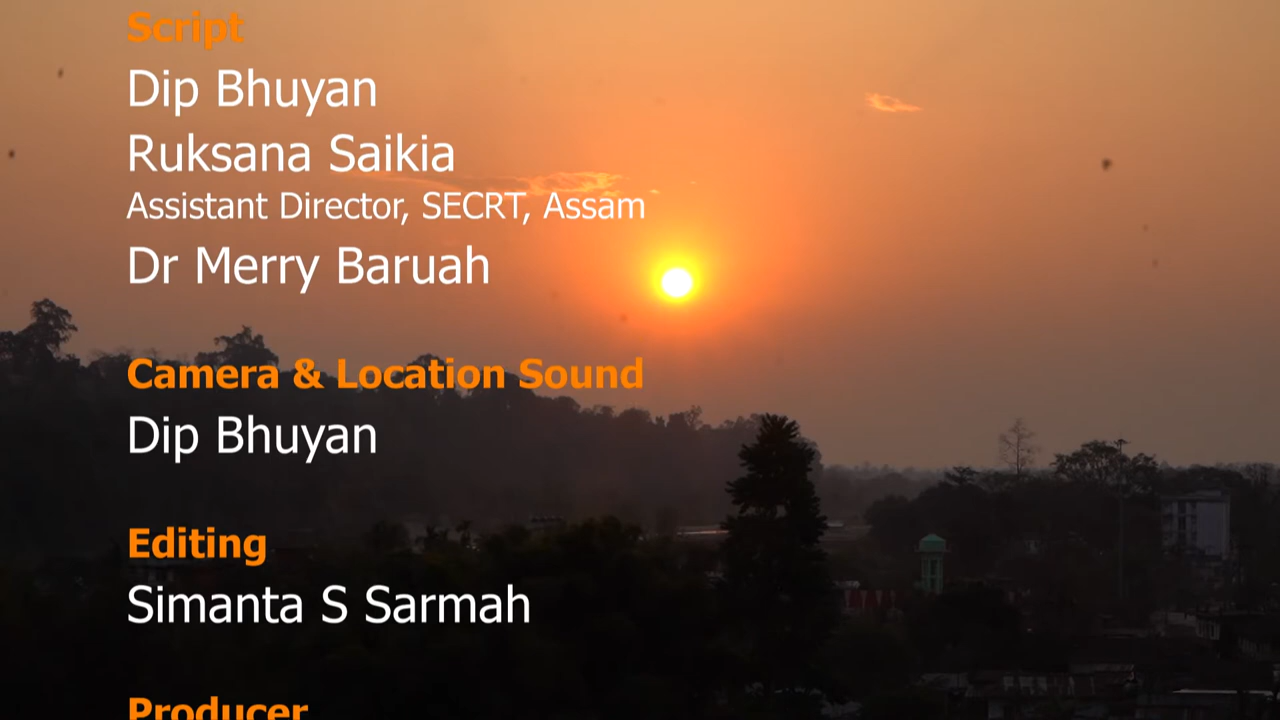 Script
Dip Bhuyan
Ruksana Saikia
Assistant Director, SECRT, Assam
Dr Merry Baruah
Camera & Location Sound
Dip Bhuyan
Editing
Simanta S Sarmah
Producer